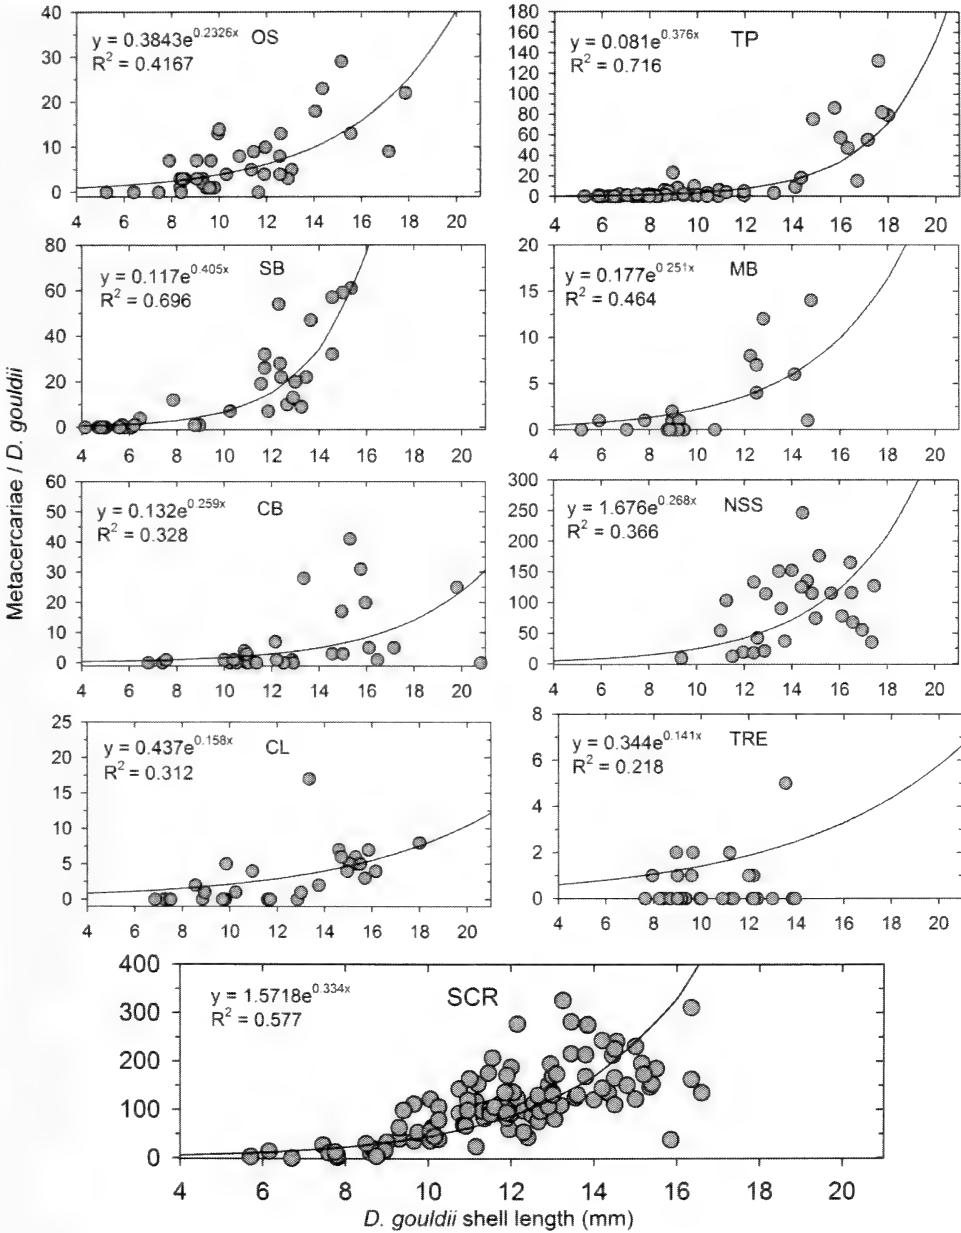 Metacercariae / D. gouldii
y = 0.3843e^0.2326x OS
R² = 0.4167
40
30
20
10
0
4 6 8 10 12 14 16 18 20
y = 0.081e^0.376x TP
R² = 0.716
180
160
140
120
100
80
60
40
20
0
4 6 8 10 12 14 16 18 20
y = 0.117e^0.405x SB
R² = 0.696
80
60
40
20
0
4 6 8 10 12 14 16 18 20
y = 0.177e^0.251x MB
R² = 0.464
20
15
10
5
0
4 6 8 10 12 14 16 18 20
y = 0.132e^0.259x CB
R² = 0.328
60
50
40
30
20
10
0
4 6 8 10 12 14 16 18 20
y = 1.676e^0.268x NSS
R² = 0.366
300
250
200
150
100
50
0
4 6 8 10 12 14 16 18 20
y = 0.437e^0.158x CL
R² = 0.312
25
20
15
10
5
0
4 6 8 10 12 14 16 18 20
y = 0.344e^0.141x TRE
R² = 0.218
8
6
4
2
0
4 6 8 10 12 14 16 18 20
y = 1.5718e^0.334x SCR
R² = 0.577
400
300
200
100
0
4 6 8 10 12 14 16 18 20
D. gouldii shell length (mm)